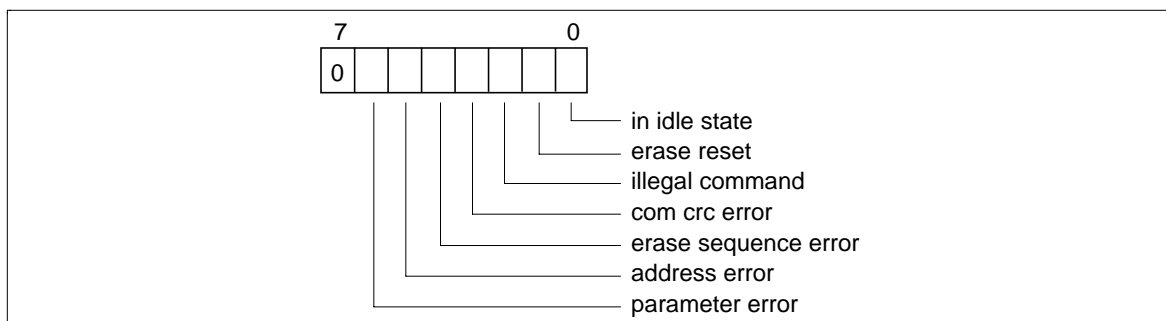 7 0
0
in idle state
erase reset
illegal command
com crc error
erase sequence error
address error
parameter error